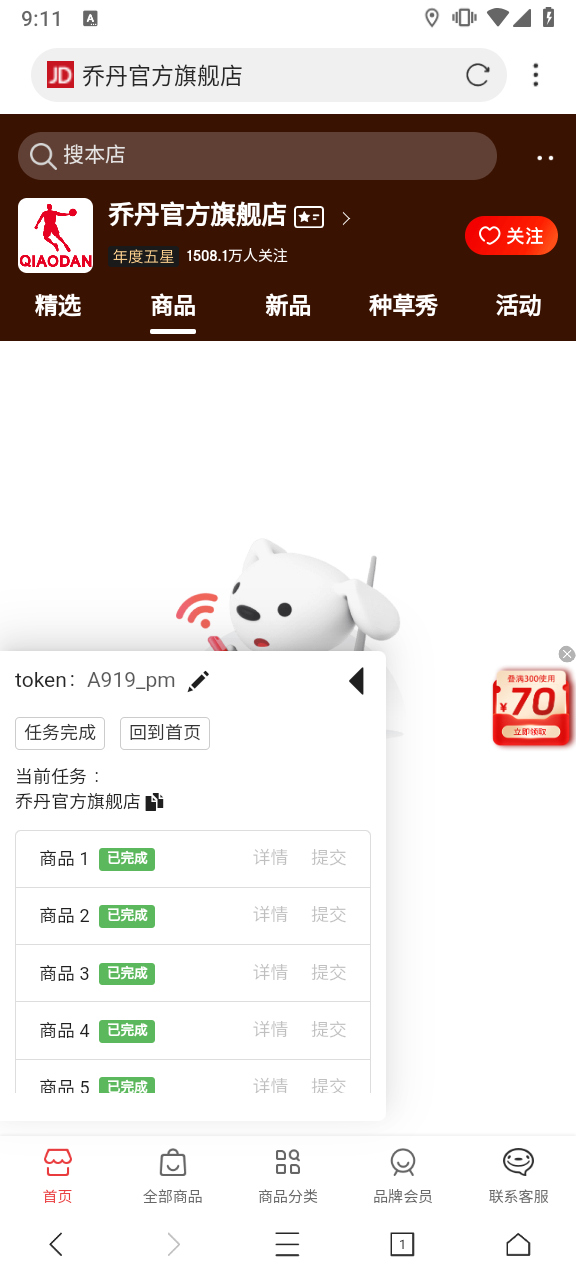 9:11
A
JD 乔丹官方旗舰店
搜本店
乔丹官方旗舰店
QIAODAN
年度五星 1508.1万人关注
关注
精选 商品 新品 种草秀 活动
token： A919_pm
任务完成 回到首页
当前任务：
乔丹官方旗舰店
商品 1 已完成 详情 提交
商品 2 已完成 详情 提交
商品 3 已完成 详情 提交
商品 4 已完成 详情 提交
商品 5 已完成 详情 提交
叠满300使用
¥70
立即领取
首页 全部商品 商品分类 品牌会员 联系客服
1